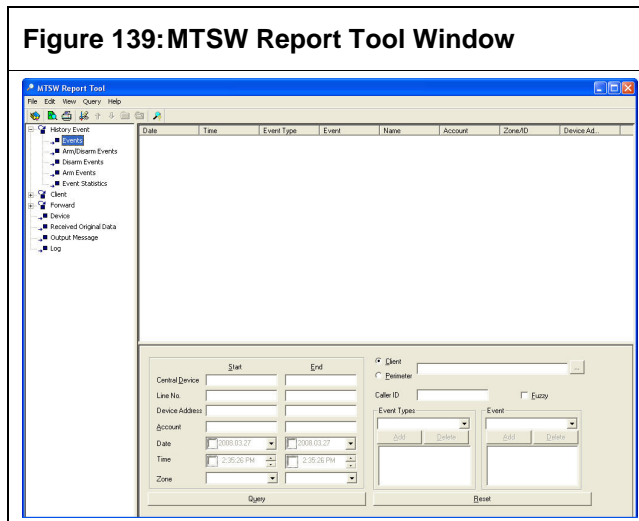 Figure 139: MTSW Report Tool Window
MTSW Report Tool
File Edit View Query Help
History Event
Events
Arm/Disarm Events
Disarm Events
Arm Events
Event Statistics
Client
Forward
Device
Received Original Data
Output Message
Log
Date Time Event Type Event Name Account Zone/ID Device Ad...
Start End
Central Device
Line No.
Device Address
Account
Date 2008.03.27 2008.03.27
Time 2:35:26 PM 2:35:26 PM
Zone
Query
Client
Perimeter
...
Caller ID Fuzzy
Event Types Event
Add Delete Add Delete
Reset